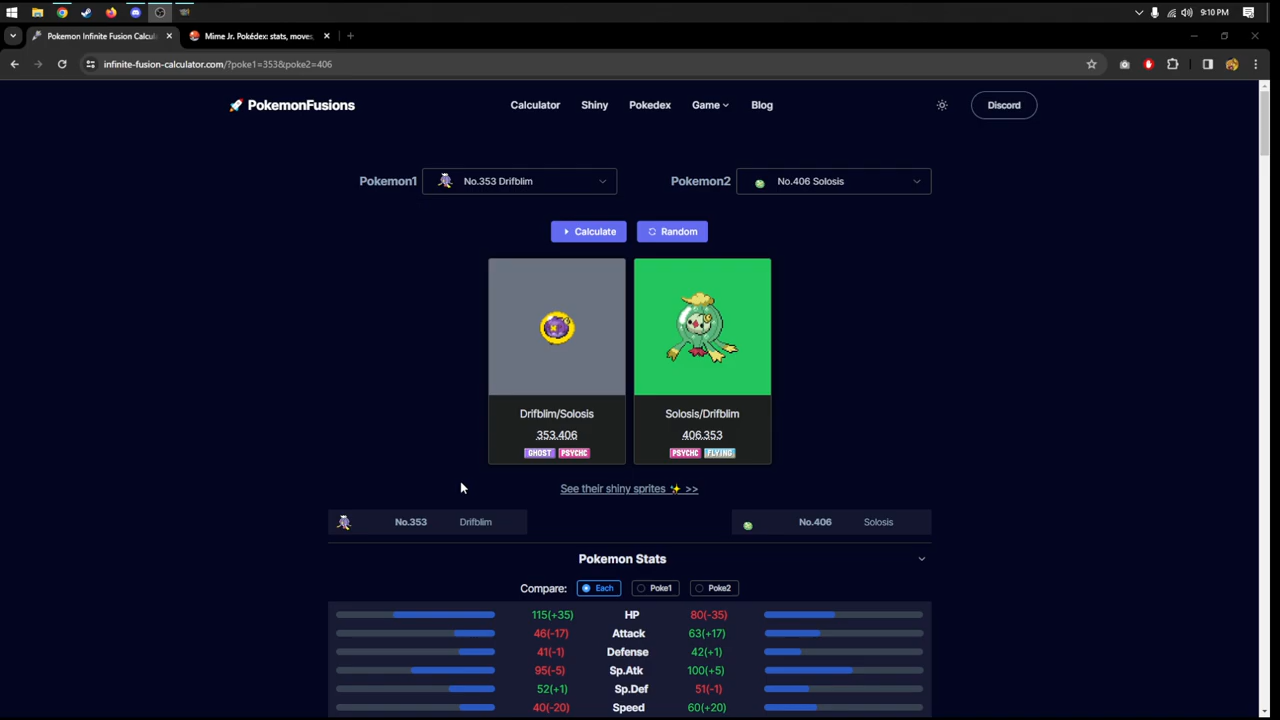 9:10 PM
Pokemon Infinite Fusion Calcul
Mime Jr. Pokédex: stats, moves
infinite-fusion-calculator.com/?poke1=353&poke2=406
PokemonFusions
Calculator Shiny Pokedex Game Blog
Discord
Pokemon1 No.353 Drifblim Pokemon2 No.406 Solosis
Calculate Random
Drifblim/Solosis Solosis/Drifblim
353.406 406.353
GHOST PSYCHC PSYCHC FLYING
See their shiny sprites ✨ >>
No.353 Drifblim No.406 Solosis
Pokemon Stats
Compare: Each Poke1 Poke2
115(+35) HP 80(-35)
46(-17) Attack 63(+17)
41(-1) Defense 42(+1)
95(-5) Sp.Atk 100(+5)
52(+1) Sp.Def 51(-1)
40(-20) Speed 60(+20)